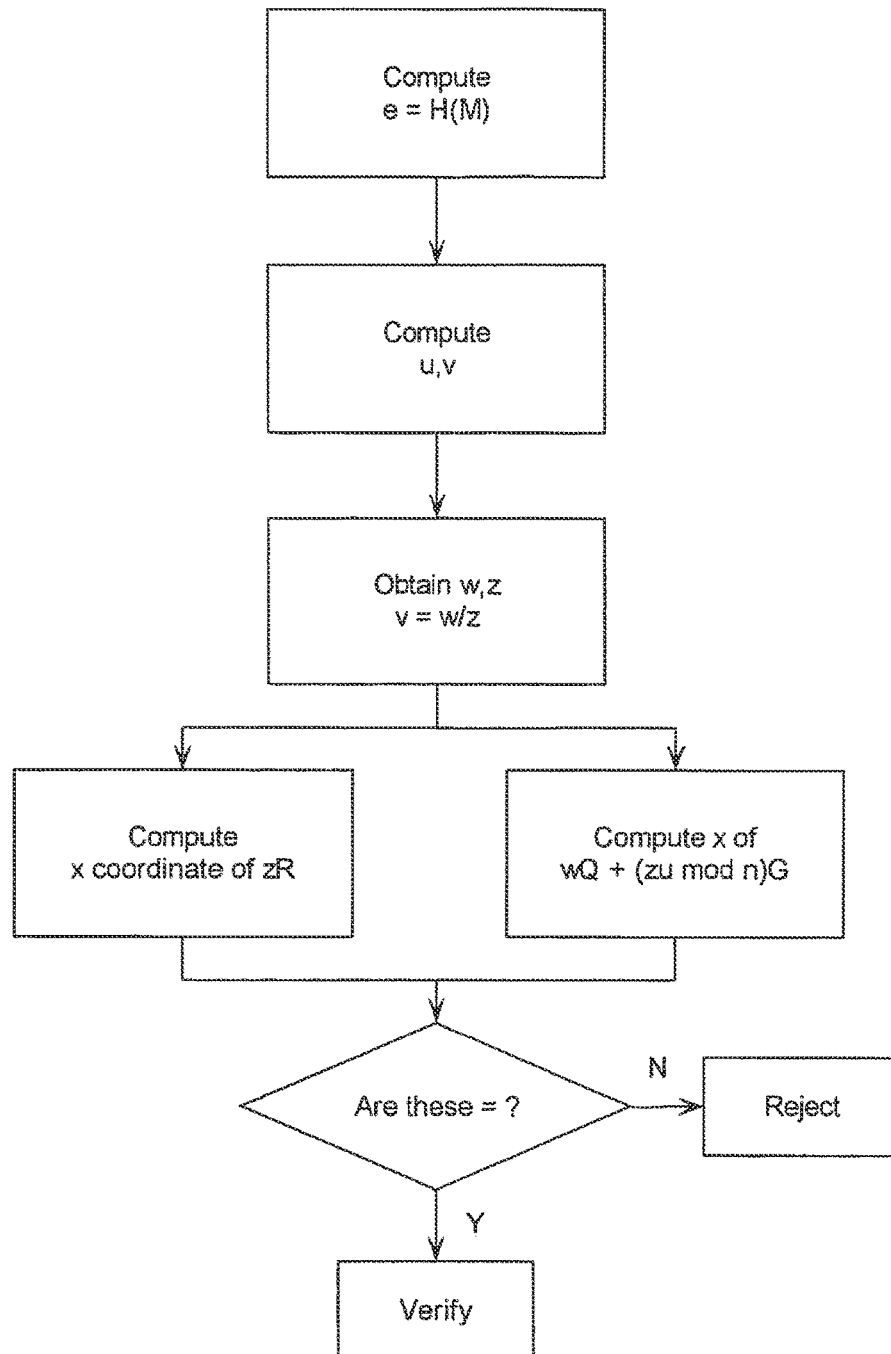 Compute
e = H(M)
Compute
u,v
Obtain w,z
v = w/z
Compute
x coordinate of zR
Compute x of
wQ + (zu mod n)G
Are these = ?
N
Reject
Y
Verify